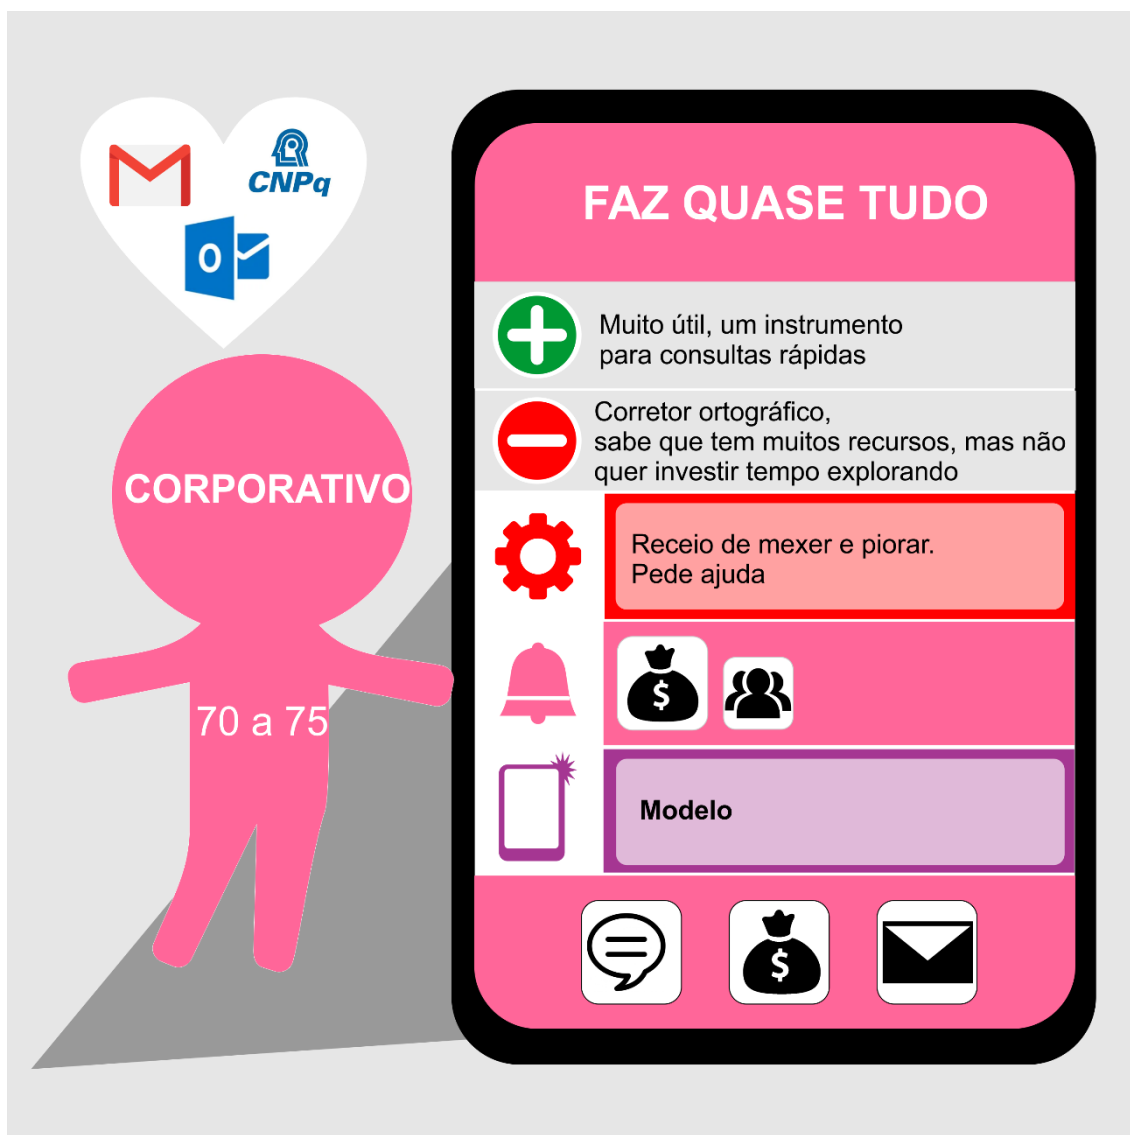 CNPq
O
FAZ QUASE TUDO
Muito útil, um instrumento
para consultas rápidas
Corretor ortográfico,
sabe que tem muitos recursos, mas não
quer investir tempo explorando
CORPORATIVO
Receio de mexer e piorar.
Pede ajuda
$
70 a 75
Modelo
$